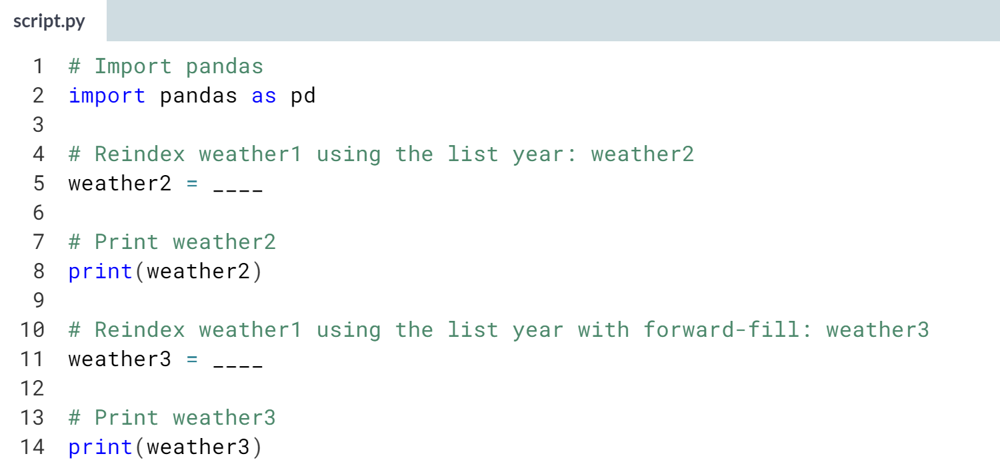 script.py
1 # Import pandas
2 import pandas as pd
3
4 # Reindex weather1 using the list year: weather2
5 weather2 = ____
6
7 # Print weather2
8 print(weather2)
9
10 # Reindex weather1 using the list year with forward-fill: weather3
11 weather3 = ____
12
13 # Print weather3
14 print(weather3)